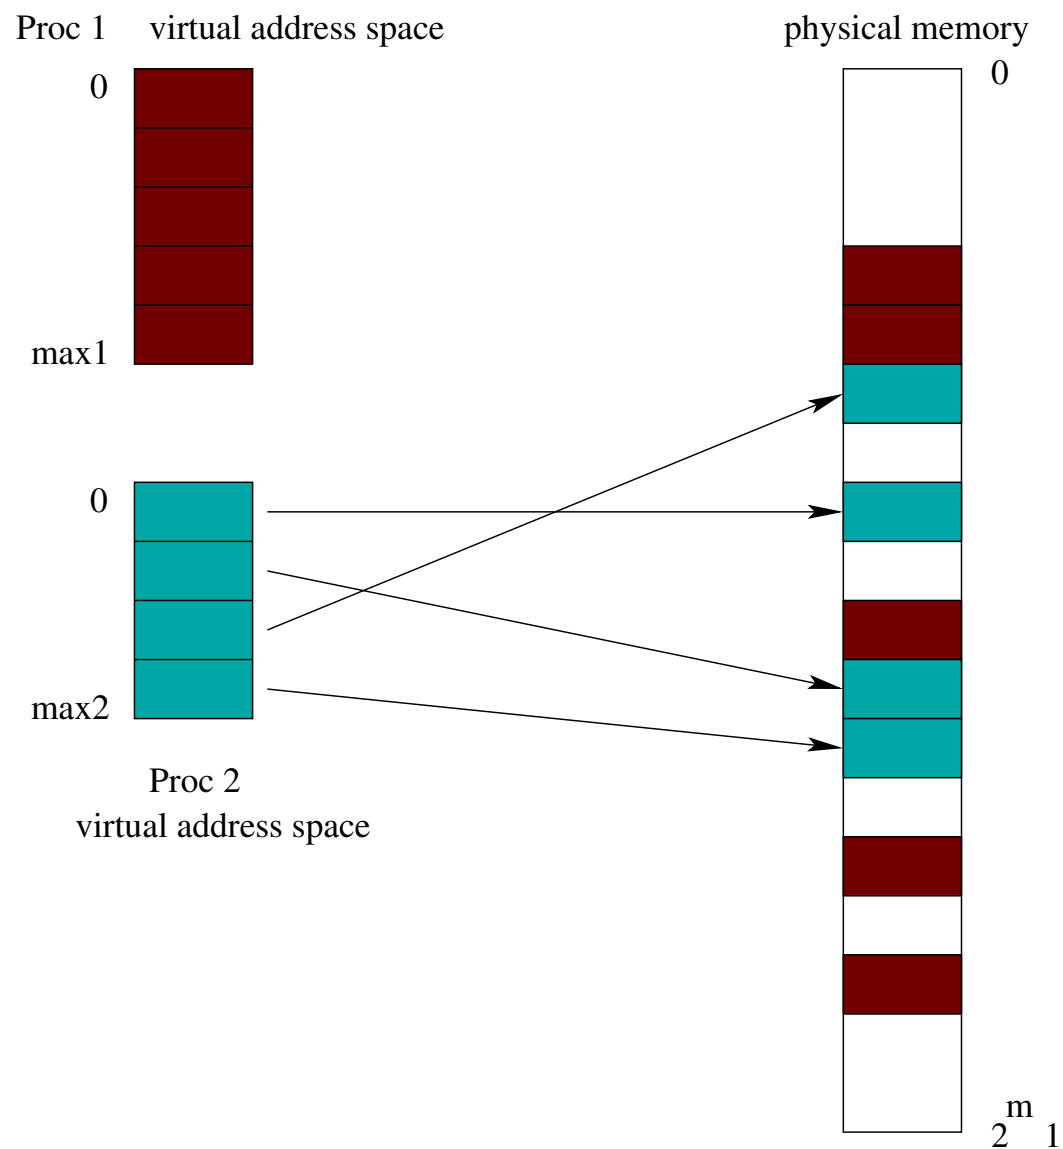 Proc 1 virtual address space
physical memory
0
0
max1
0
max2
Proc 2
virtual address space
m
2 1